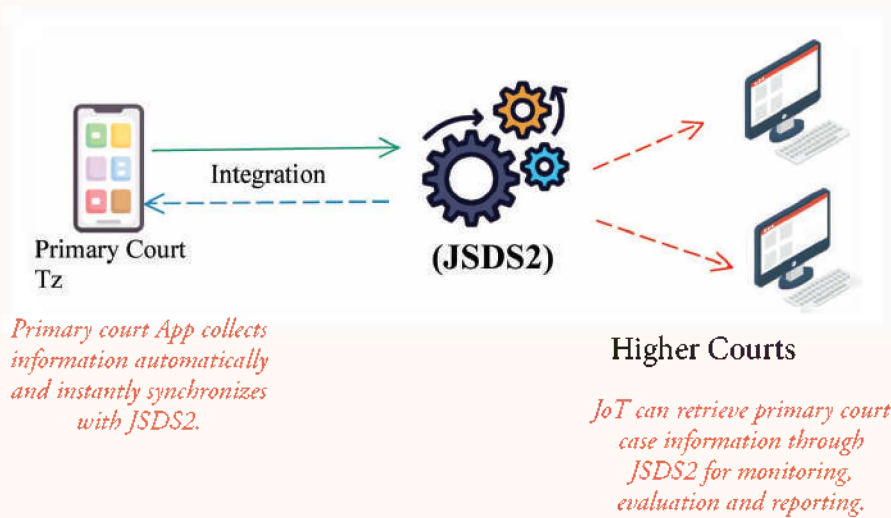 Integration
Primary Court
Tz
(JSDS2)
Primary court App collects
information automatically
and instantly synchronizes
with JSDS2.
Higher Courts
JoT can retrieve primary court
case information through
JSDS2 for monitoring,
evaluation and reporting.